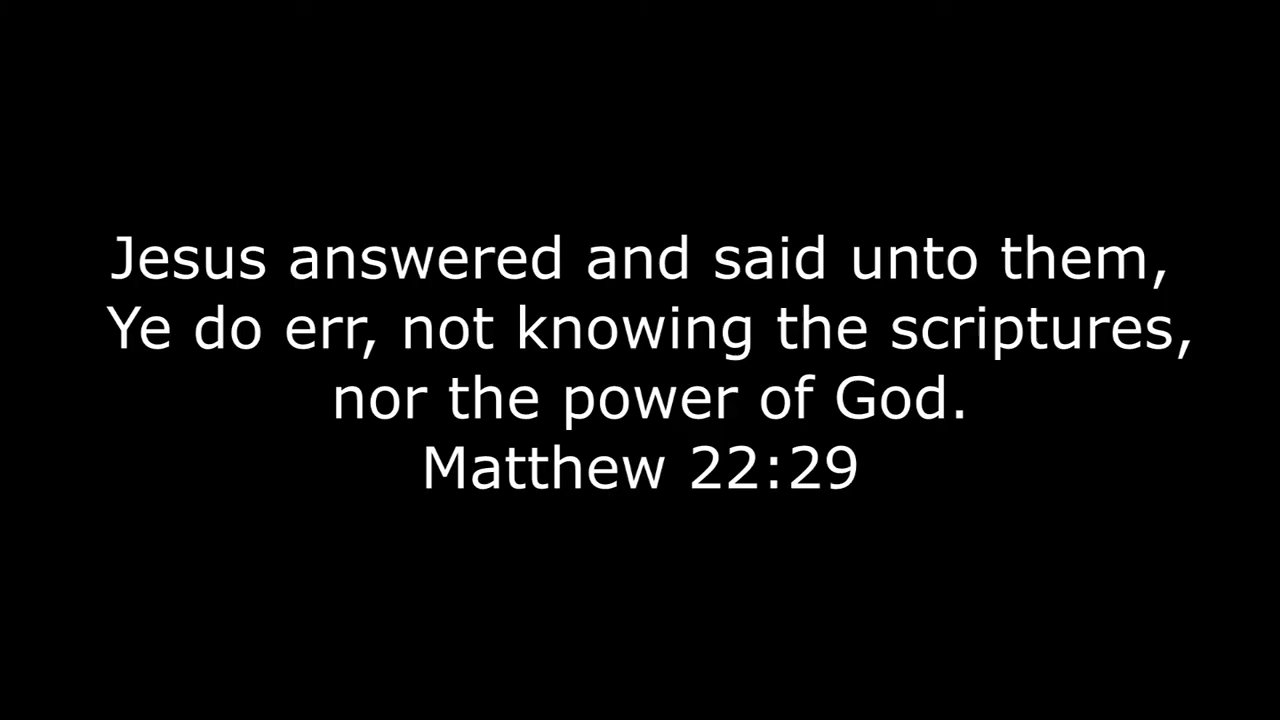 Jesus answered and said unto them,
Ye do err, not knowing the scriptures,
nor the power of God.
Matthew 22:29